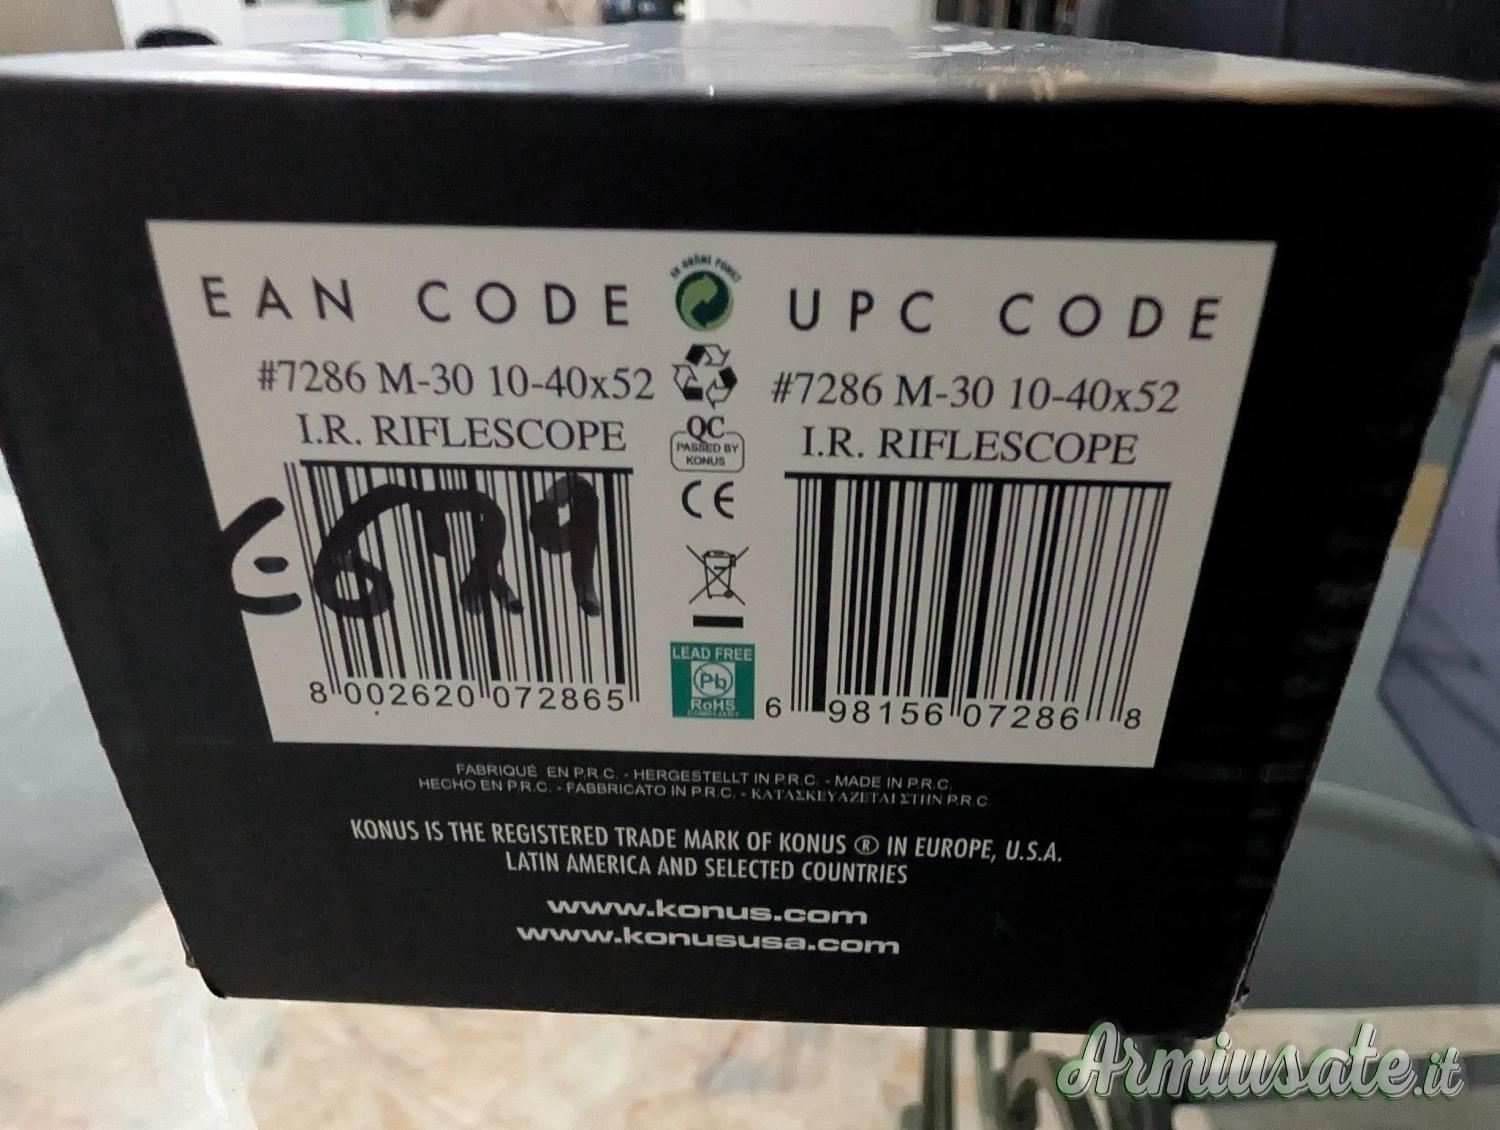 EAN CODE
#7286 M-30 10-40x52
I.R. RIFLESCOPE
8 002620 072865
UPC CODE
#7286 M-30 10-40x52
I.R. RIFLESCOPE
6 98156 07286 8
QC
PASSED BY
KONUS
CE
LEAD FREE
Pb
RoHS
COMPLIANT
FABRIQUÉ EN P.R.C. - HERGESTELLT IN P.R.C. - MADE IN P.R.C.
HECHO EN P.R.C. - FABBRICATO IN P.R.C. - ΚΑΤΑΣΚΕΥΑΖΕΤΑΙ ΣΤΗΝ P.R.C.
KONUS IS THE REGISTERED TRADE MARK OF KONUS ® IN EUROPE, U.S.A.
LATIN AMERICA AND SELECTED COUNTRIES
www.konus.com
www.konususa.com
Armiusate.it